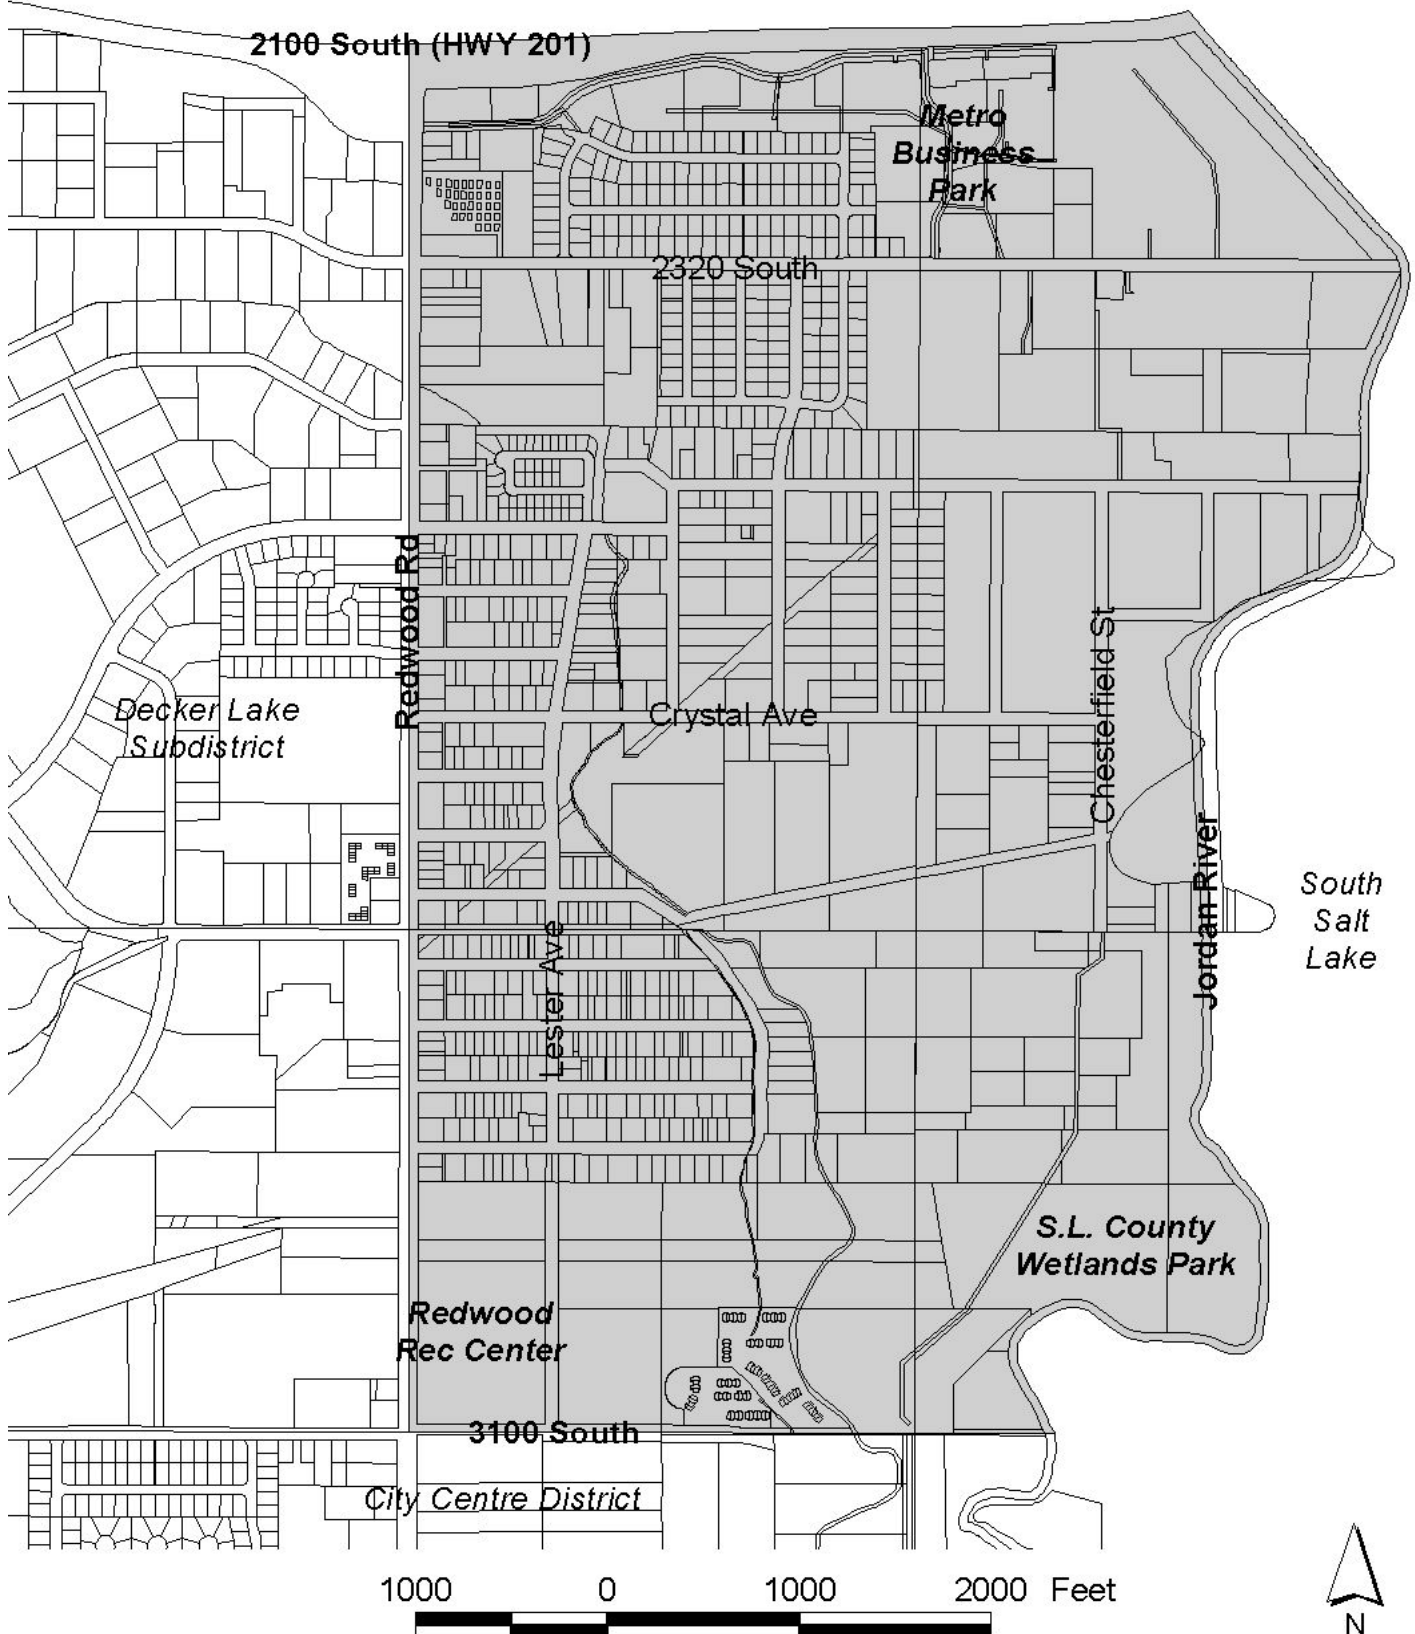 2100 South (HWY 201)
Metro
Business
Park
2320 South
Redwood Rd
Chesterfield St
Decker Lake
Subdistrict
Crystal Ave
Jordan River
South
Salt
Lake
Lester Ave
S.L. County
Wetlands Park
Redwood
Rec Center
3100 South
City Centre District
1000 0 1000 2000 Feet
N